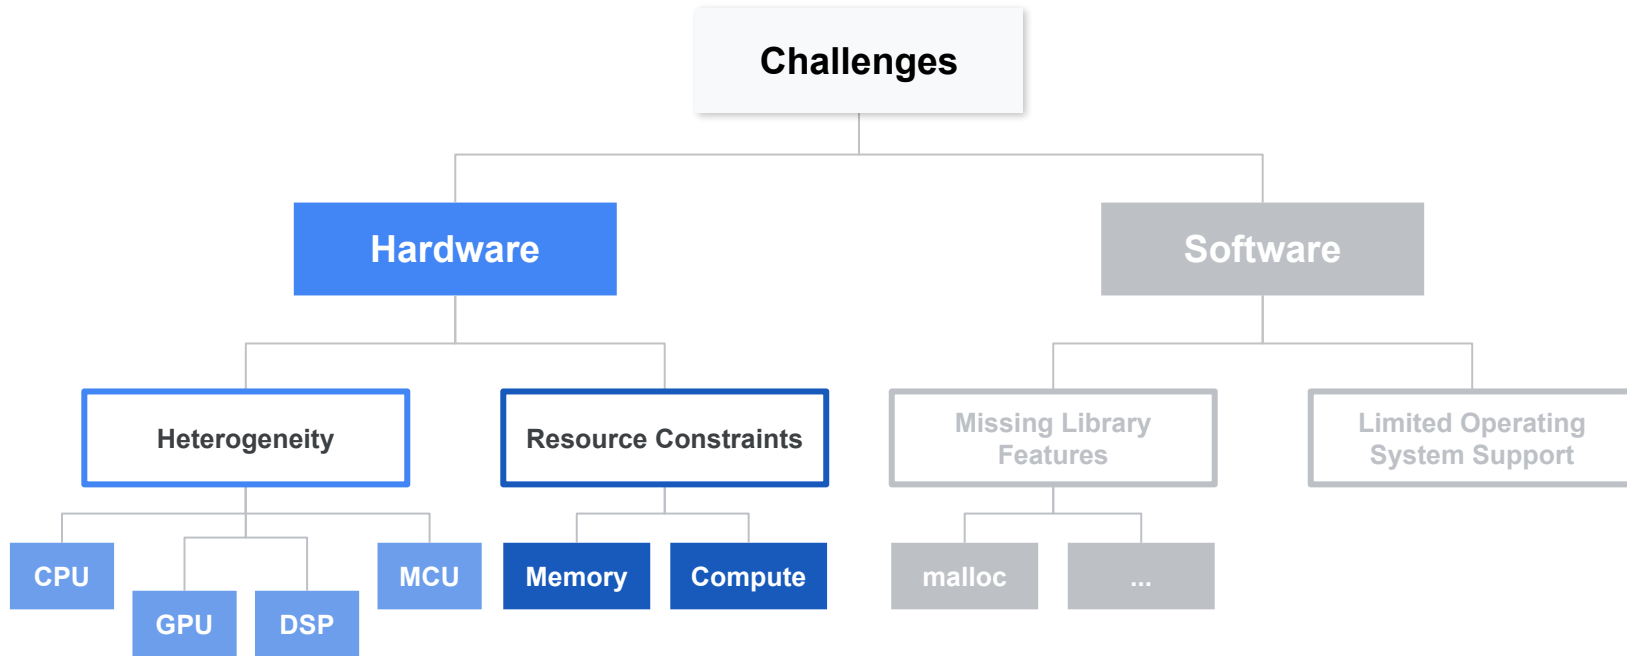 Challenges
Hardware
Software
Heterogeneity
Resource Constraints
Missing Library
Features
Limited Operating
System Support
CPU
GPU
DSP
MCU
Memory
Compute
malloc
...